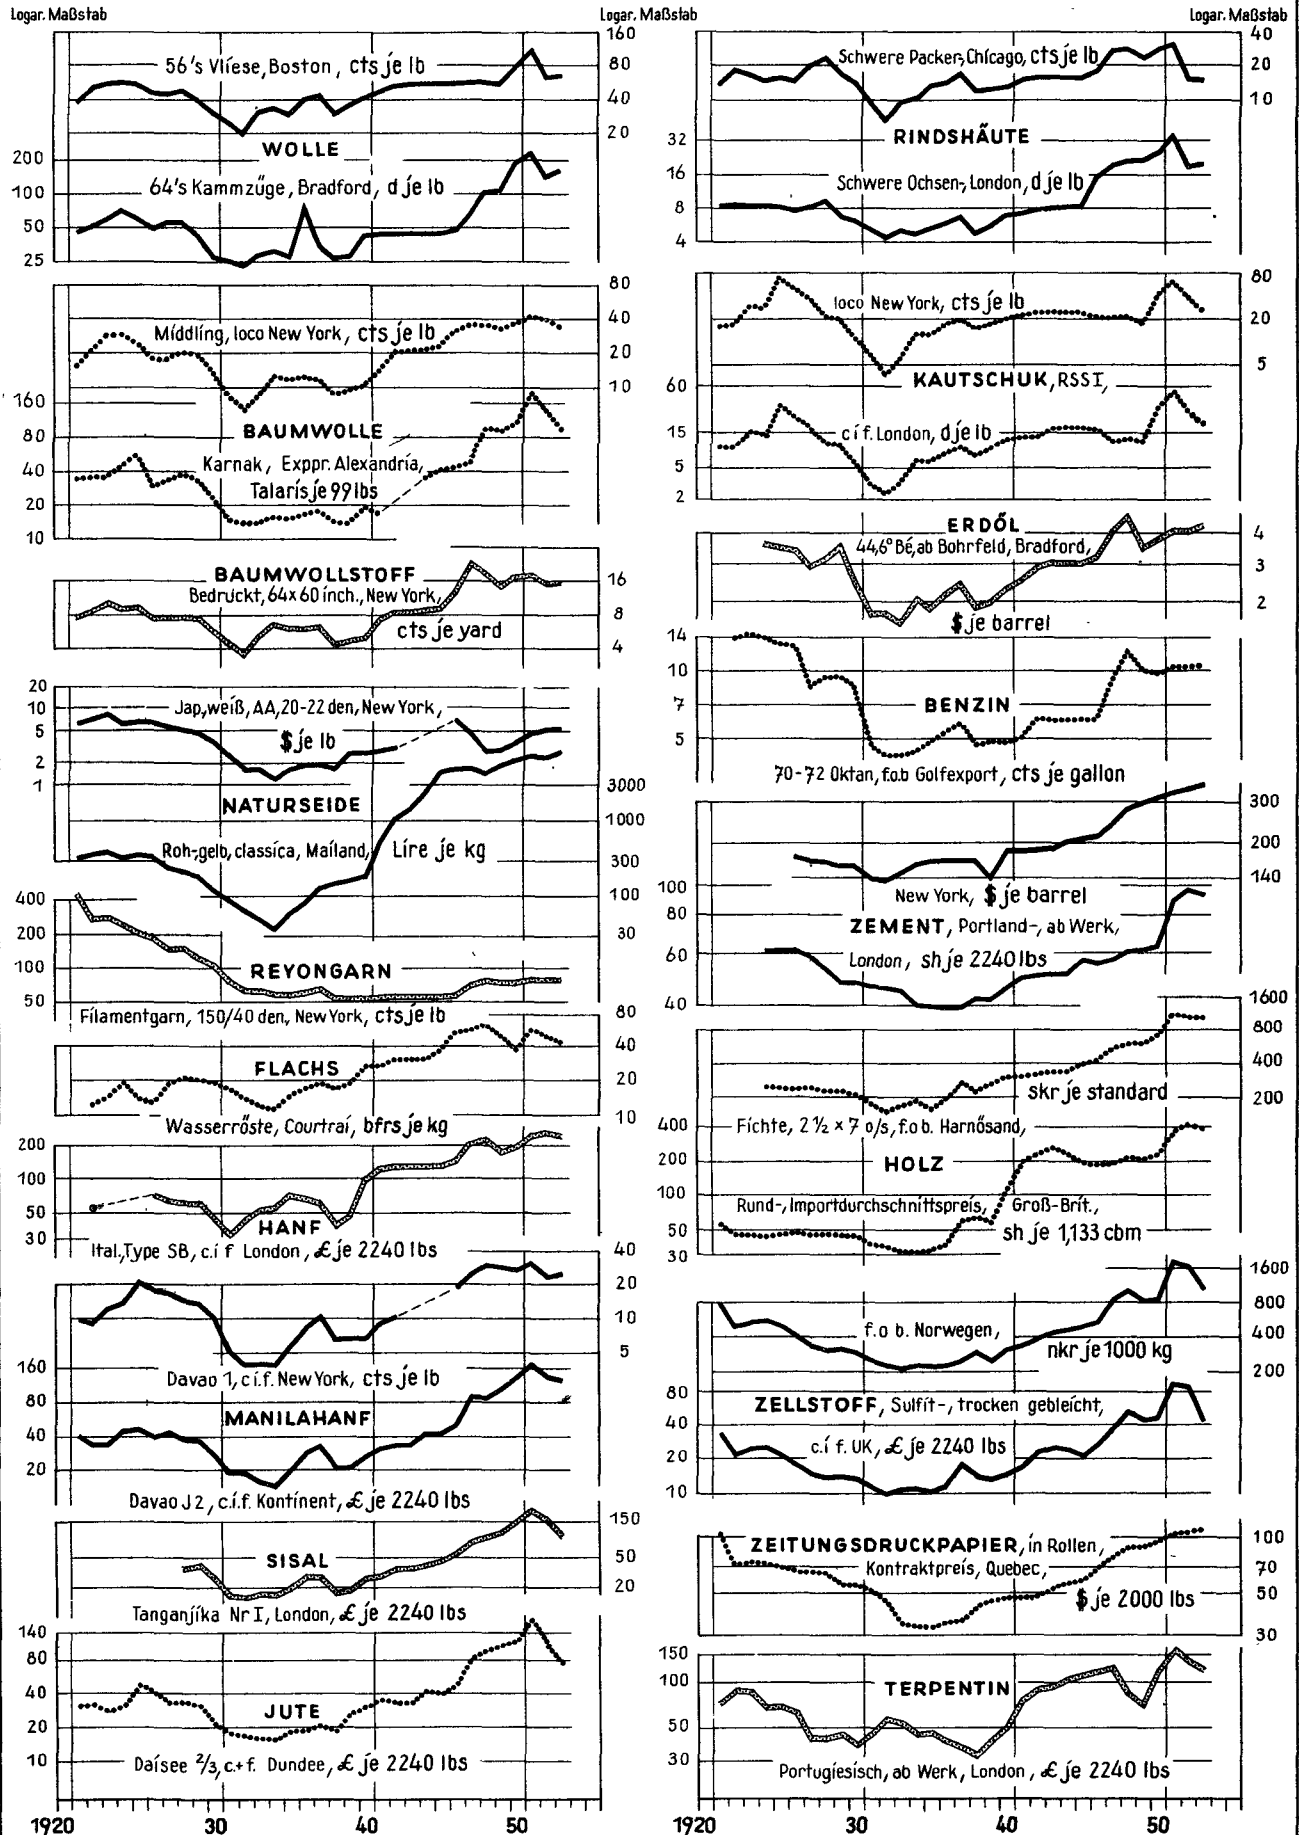 Logar. Maßstab
Logar. Maßstab
Logar. Maßstab
56's Vliese, Boston, cts je lb
160
80
40
20
WOLLE
200
100
50
25
64's Kammzüge, Bradford, d je lb
80
40
20
10
Middling, loco New York, cts je lb
160
80
40
20
10
BAUMWOLLE
Karnak, Exppr. Alexandria,
Talaris je 99 lbs
BAUMWOLLSTOFF
Bedruckt, 64 x 60 inch., New York,
cts je yard
16
8
4
20
10
5
2
1
Jap, weiß, AA, 20-22 den, New York,
$ je lb
NATURSEIDE
3000
1000
300
100
30
Roh-gelb, classica, Mailand, Lire je kg
400
200
100
50
REYONGARN
Filamentgarn, 150/40 den, New York, cts je lb
80
40
20
10
FLACHS
Wasserröste, Courtrai, bfrs je kg
200
100
50
30
HANF
Ital., Type SB, c.i f London, £ je 2240 lbs
40
20
10
5
Davao 1, c.i.f. New York, cts je lb
160
80
40
20
MANILAHANF
Davao J2, c.i.f. Kontinent, £ je 2240 lbs
150
50
20
SISAL
Tanganjika Nr I, London, £ je 2240 lbs
140
80
40
20
10
JUTE
Daisee 2/3, c.+ f. Dundee, £ je 2240 lbs
1920 30 40 50
Schwere Packer-, Chicago, cts je lb
40
20
10
RINDSHÄUTE
32
16
8
4
Schwere Ochsen-, London, d je lb
80
20
5
loco New York, cts je lb
KAUTSCHUK, RSS I,
60
15
5
2
c i f. London, d je lb
ERDÖL
44,6° Bé, ab Bohrfeld, Bradford,
$ je barrel
4
3
2
14
10
7
5
BENZIN
70-72 Oktan, f.o.b Golfexport, cts je gallon
300
200
140
New York, $ je barrel
ZEMENT, Portland-, ab Werk,
100
80
60
40
London, sh je 2240 lbs
1600
800
400
200
skr je standard
Fichte, 2 ½ x 7 o/s, f.o b. Harnösand,
HOLZ
400
200
100
50
30
Rund-, Importdurchschnittspreis, Groß-Brit.,
sh je 1,133 cbm
1600
800
400
200
f.o b. Norwegen,
nkr je 1000 kg
ZELLSTOFF, Sulfit-, trocken gebleicht,
80
40
20
10
c.i f. UK, £ je 2240 lbs
ZEITUNGSDRUCKPAPIER, in Rollen,
Kontraktpreis, Quebec,
$ je 2000 lbs
100
70
50
30
150
100
50
30
TERPENTIN
Portugiesisch, ab Werk, London, £ je 2240 lbs
1920 30 40 50